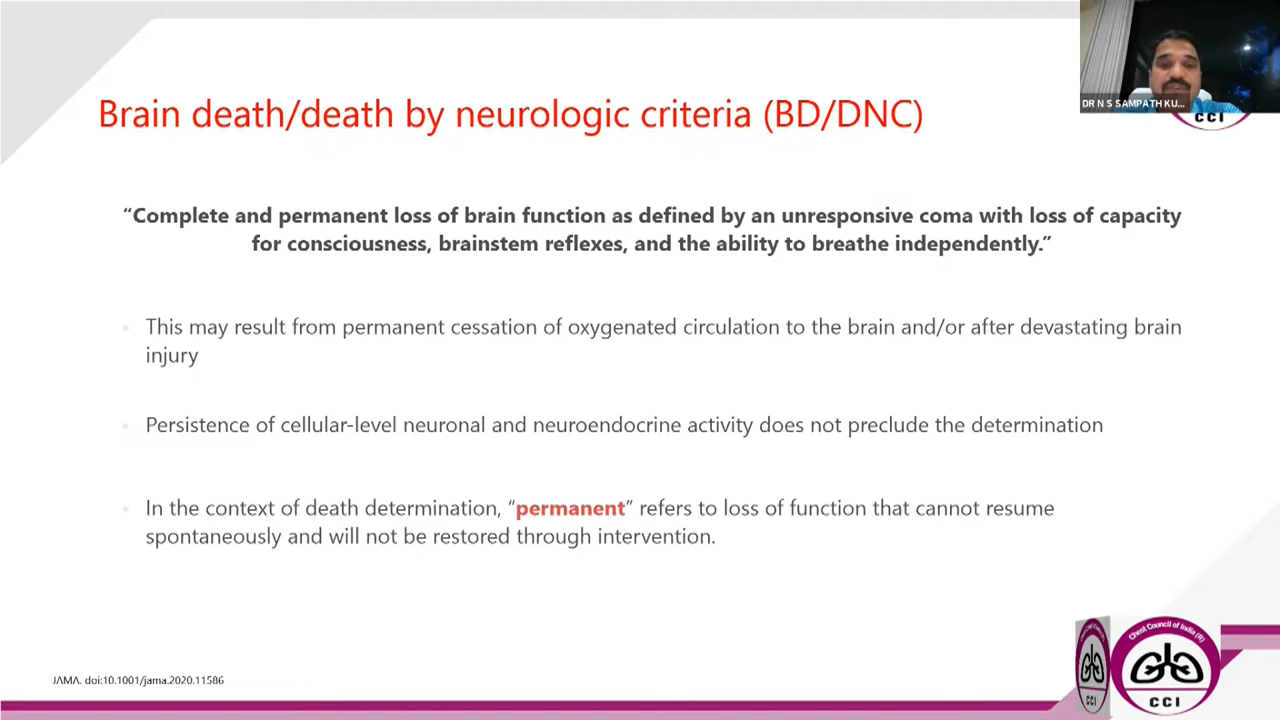 DR N S SAMPATH KU...
CCI
Brain death/death by neurologic criteria (BD/DNC)
“Complete and permanent loss of brain function as defined by an unresponsive coma with loss of capacity
for consciousness, brainstem reflexes, and the ability to breathe independently.”
This may result from permanent cessation of oxygenated circulation to the brain and/or after devastating brain
injury
Persistence of cellular-level neuronal and neuroendocrine activity does not preclude the determination
In the context of death determination, “permanent” refers to loss of function that cannot resume
spontaneously and will not be restored through intervention.
JAMA. doi:10.1001/jama.2020.11586
Chest Council of India (R)
CCI
CCI